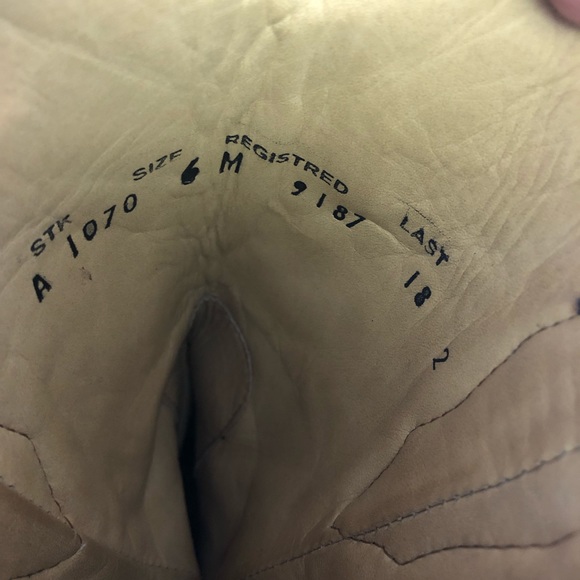 STK SIZE REGISTRED LAST
A 1070 6 M 9187 18
2